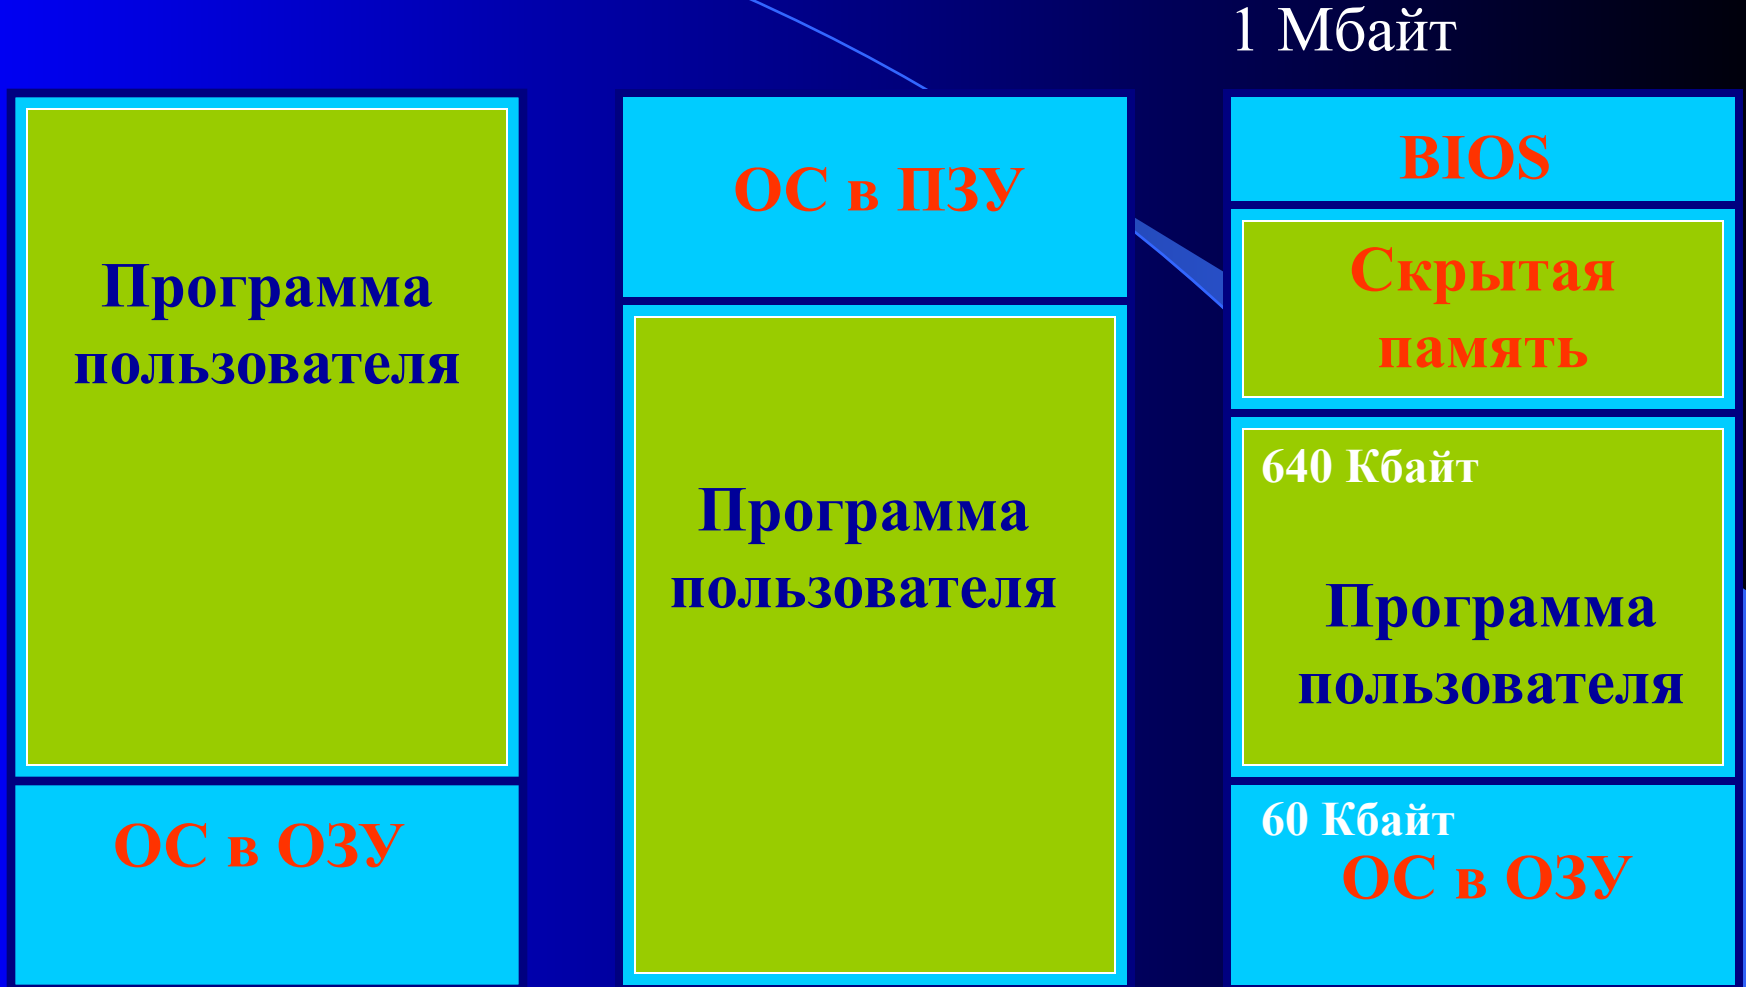 1 Мбайт
Программа
пользователя
ОС в ОЗУ
ОС в ПЗУ
Программа
пользователя
BIOS
Скрытая
память
640 Кбайт
Программа
пользователя
60 Кбайт
ОС в ОЗУ